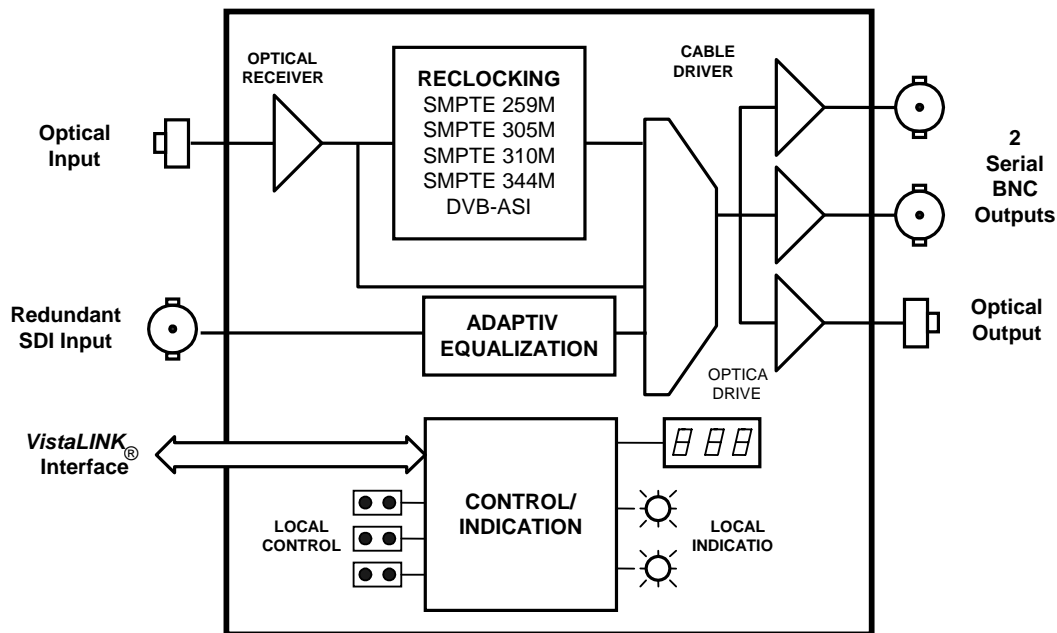 OPTICAL
RECEIVER
RECLOCKING
SMPTE 259M
SMPTE 305M
SMPTE 310M
SMPTE 344M
DVB-ASI
CABLE
DRIVER
Optical
Input
2
Serial
BNC
Outputs
Redundant
SDI Input
ADAPTIV
EQUALIZATION
Optical
Output
OPTICA
DRIVE
VistaLINK®
Interface
CONTROL/
INDICATION
LOCAL
CONTROL
LOCAL
INDICATIO